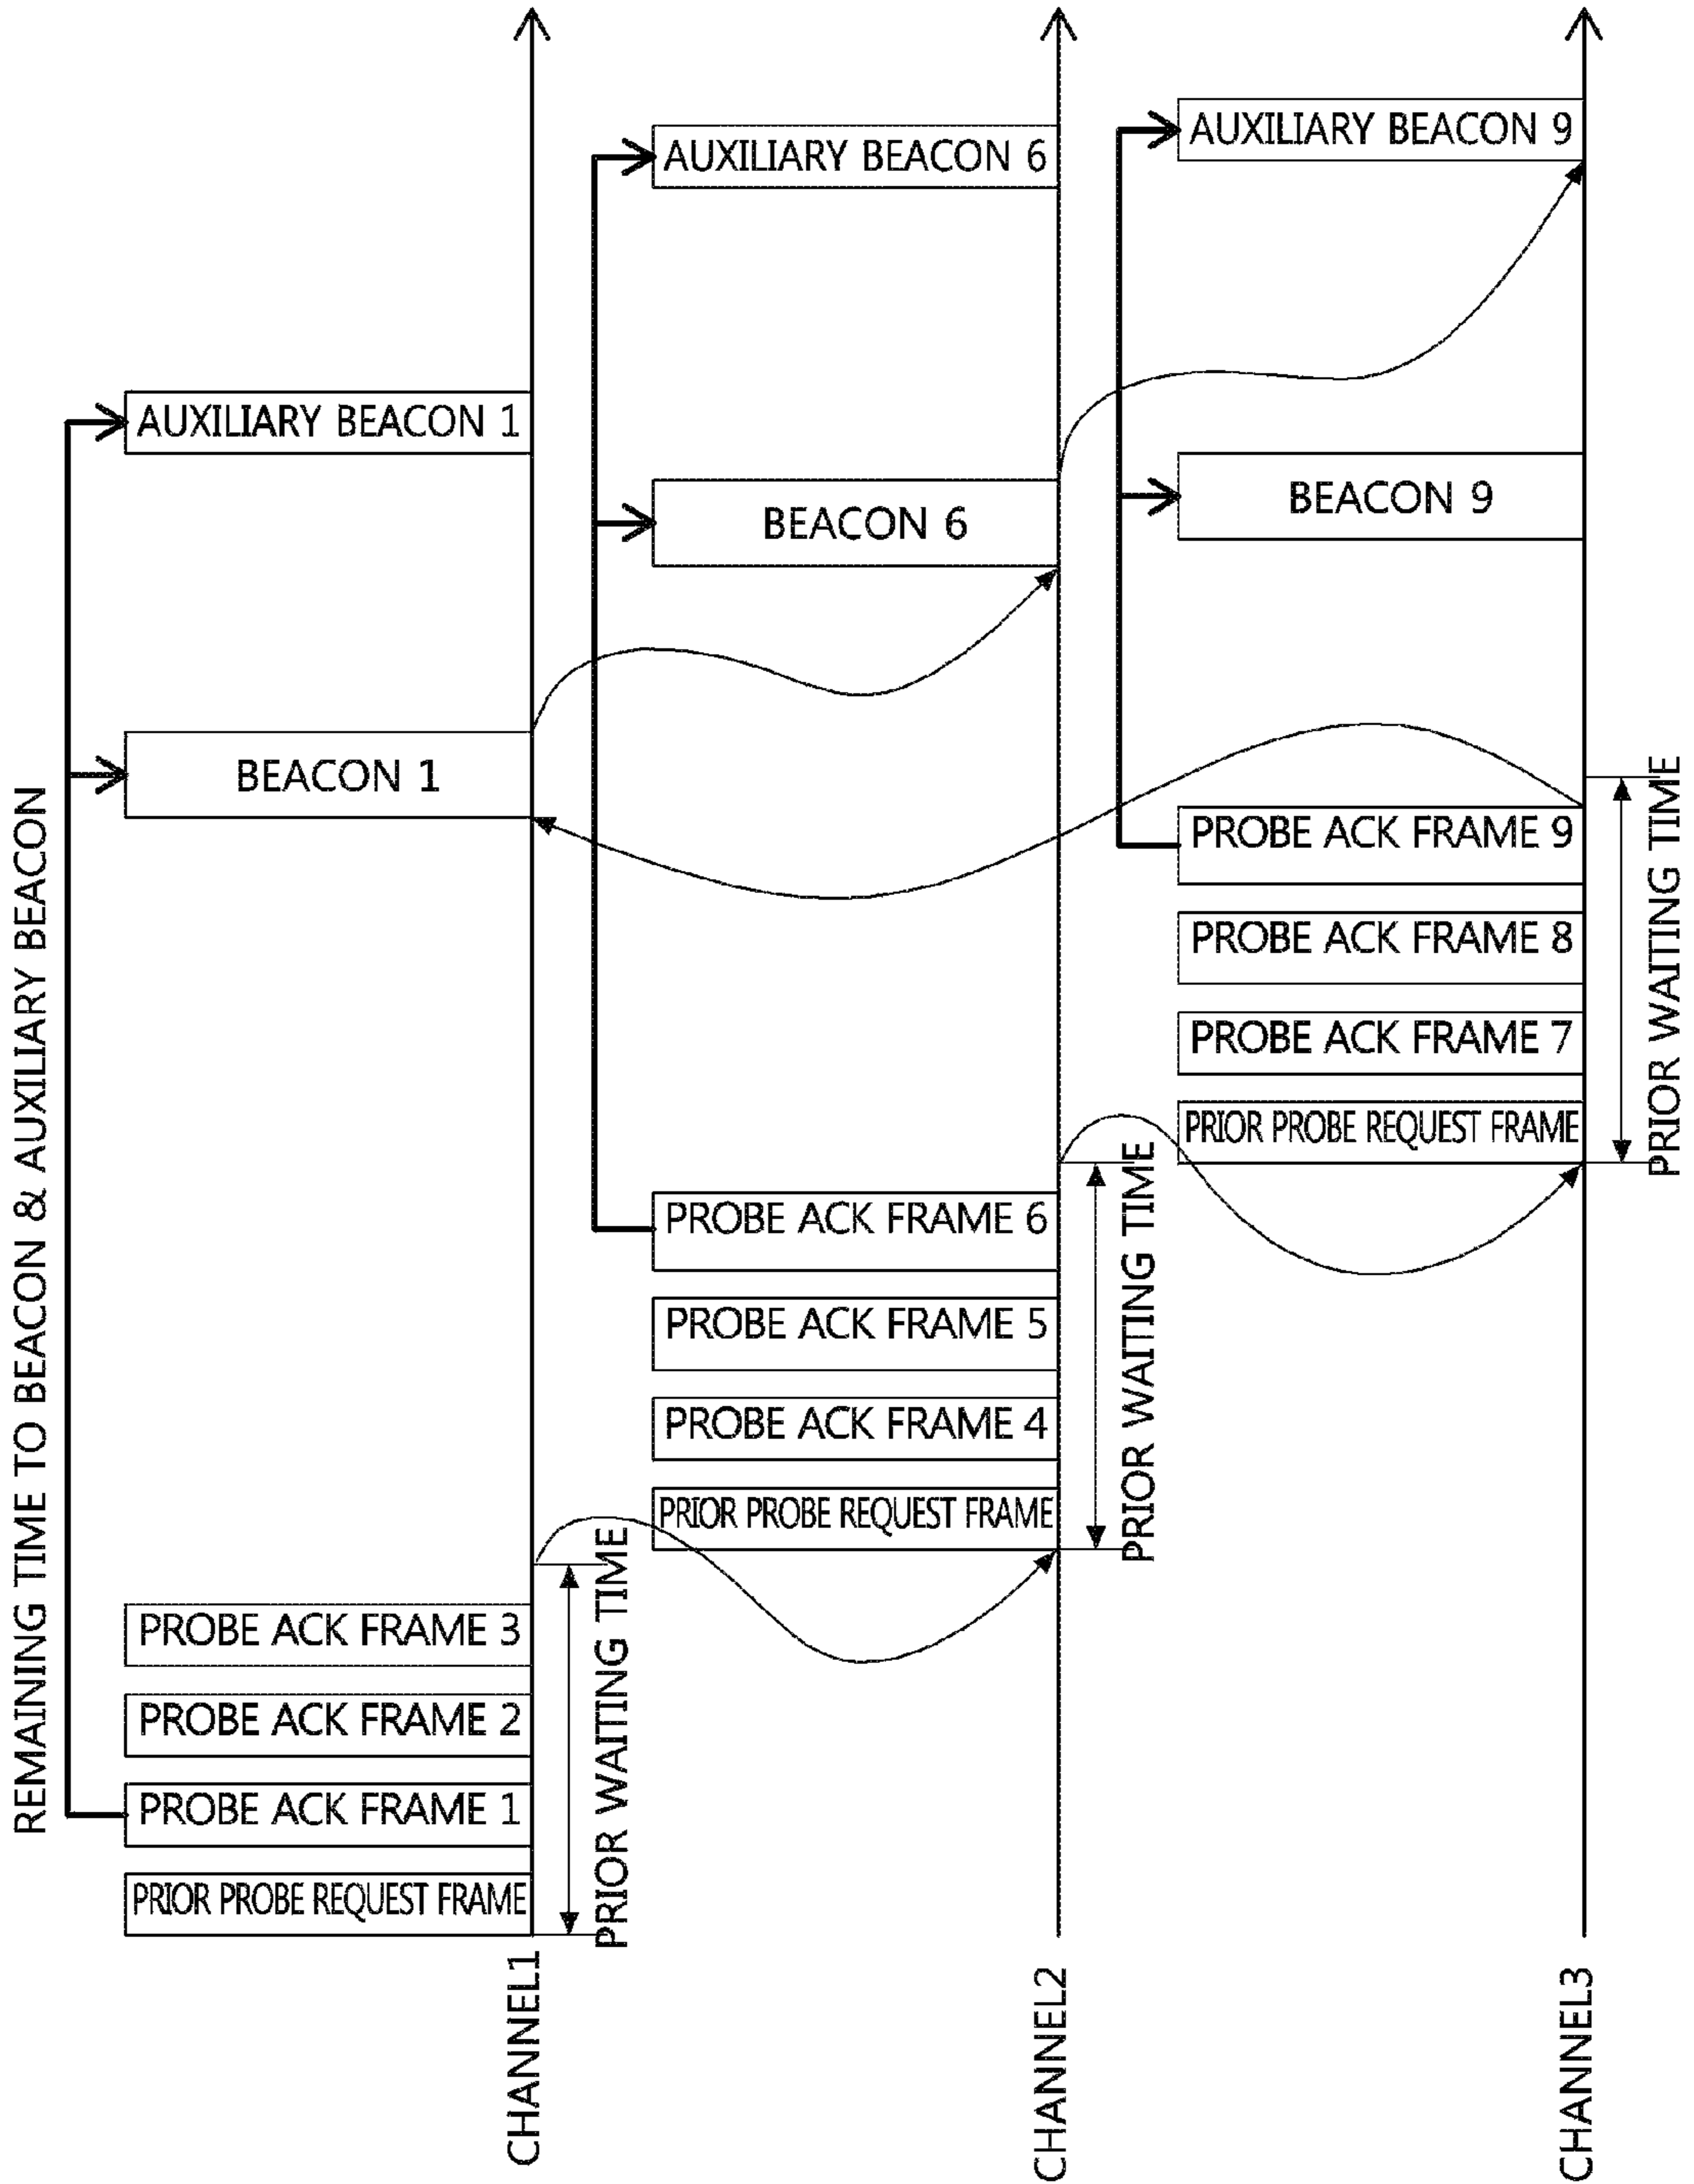 REMAINING TIME TO BEACON & AUXILIARY BEACON
AUXILIARY BEACON 1
BEACON 1
PROBE ACK FRAME 3
PROBE ACK FRAME 2
PROBE ACK FRAME 1
PRIOR PROBE REQUEST FRAME
CHANNEL1
PRIOR WAITING TIME
AUXILIARY BEACON 6
BEACON 6
PROBE ACK FRAME 6
PROBE ACK FRAME 5
PROBE ACK FRAME 4
PRIOR PROBE REQUEST FRAME
CHANNEL2
PRIOR WAITING TIME
AUXILIARY BEACON 9
BEACON 9
PROBE ACK FRAME 9
PROBE ACK FRAME 8
PROBE ACK FRAME 7
PRIOR PROBE REQUEST FRAME
CHANNEL3
PRIOR WAITING TIME